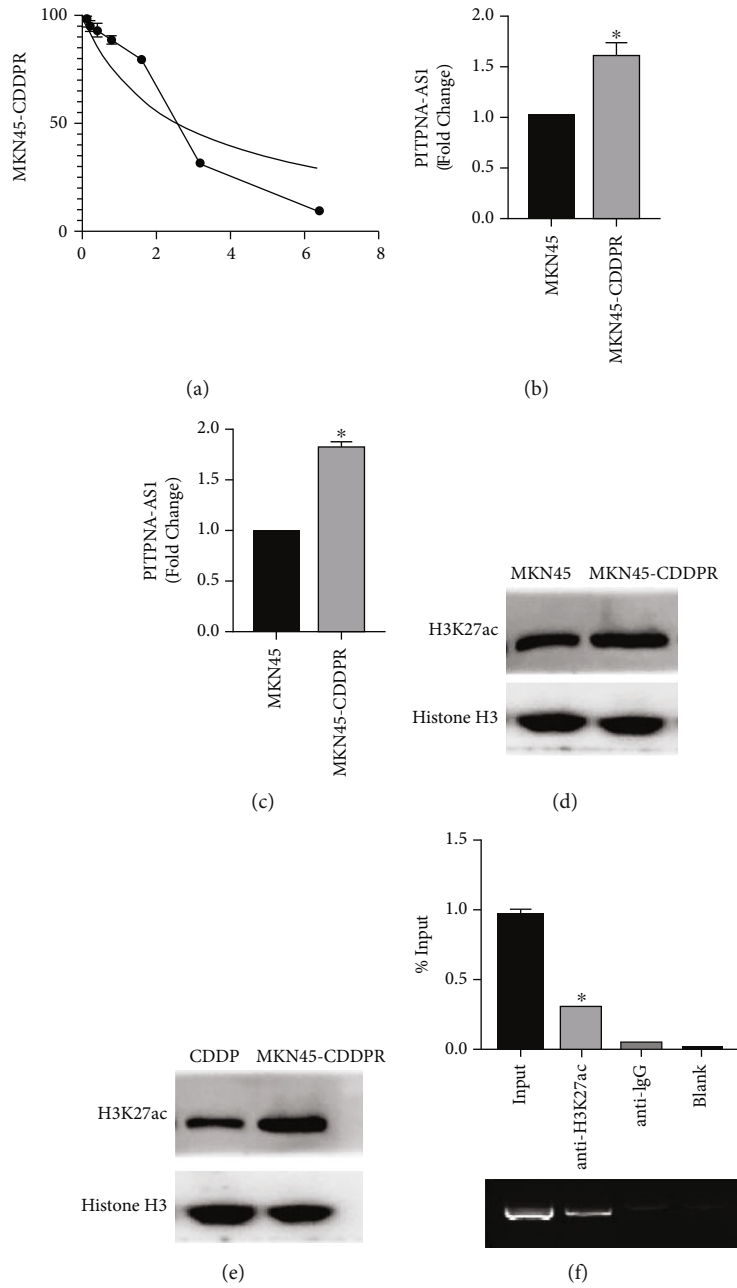 MKN45-CDDPR
100
50
0
0 2 4 6 8
(a)
PITPNA-AS1
(Fold Change)
2.0
1.5
1.0
0.5
0.0
*
MKN45
MKN45-CDDPR
(b)
PITPNA-AS1
(Fold Change)
2.0
1.5
1.0
0.5
0.0
*
MKN45
MKN45-CDDPR
(c)
MKN45 MKN45-CDDPR
H3K27ac
Histone H3
(d)
CDDP MKN45-CDDPR
H3K27ac
Histone H3
(e)
% Input
1.5
1.0
0.5
0.0
*
Input
anti-H3K27ac
anti-IgG
Blank
(f)